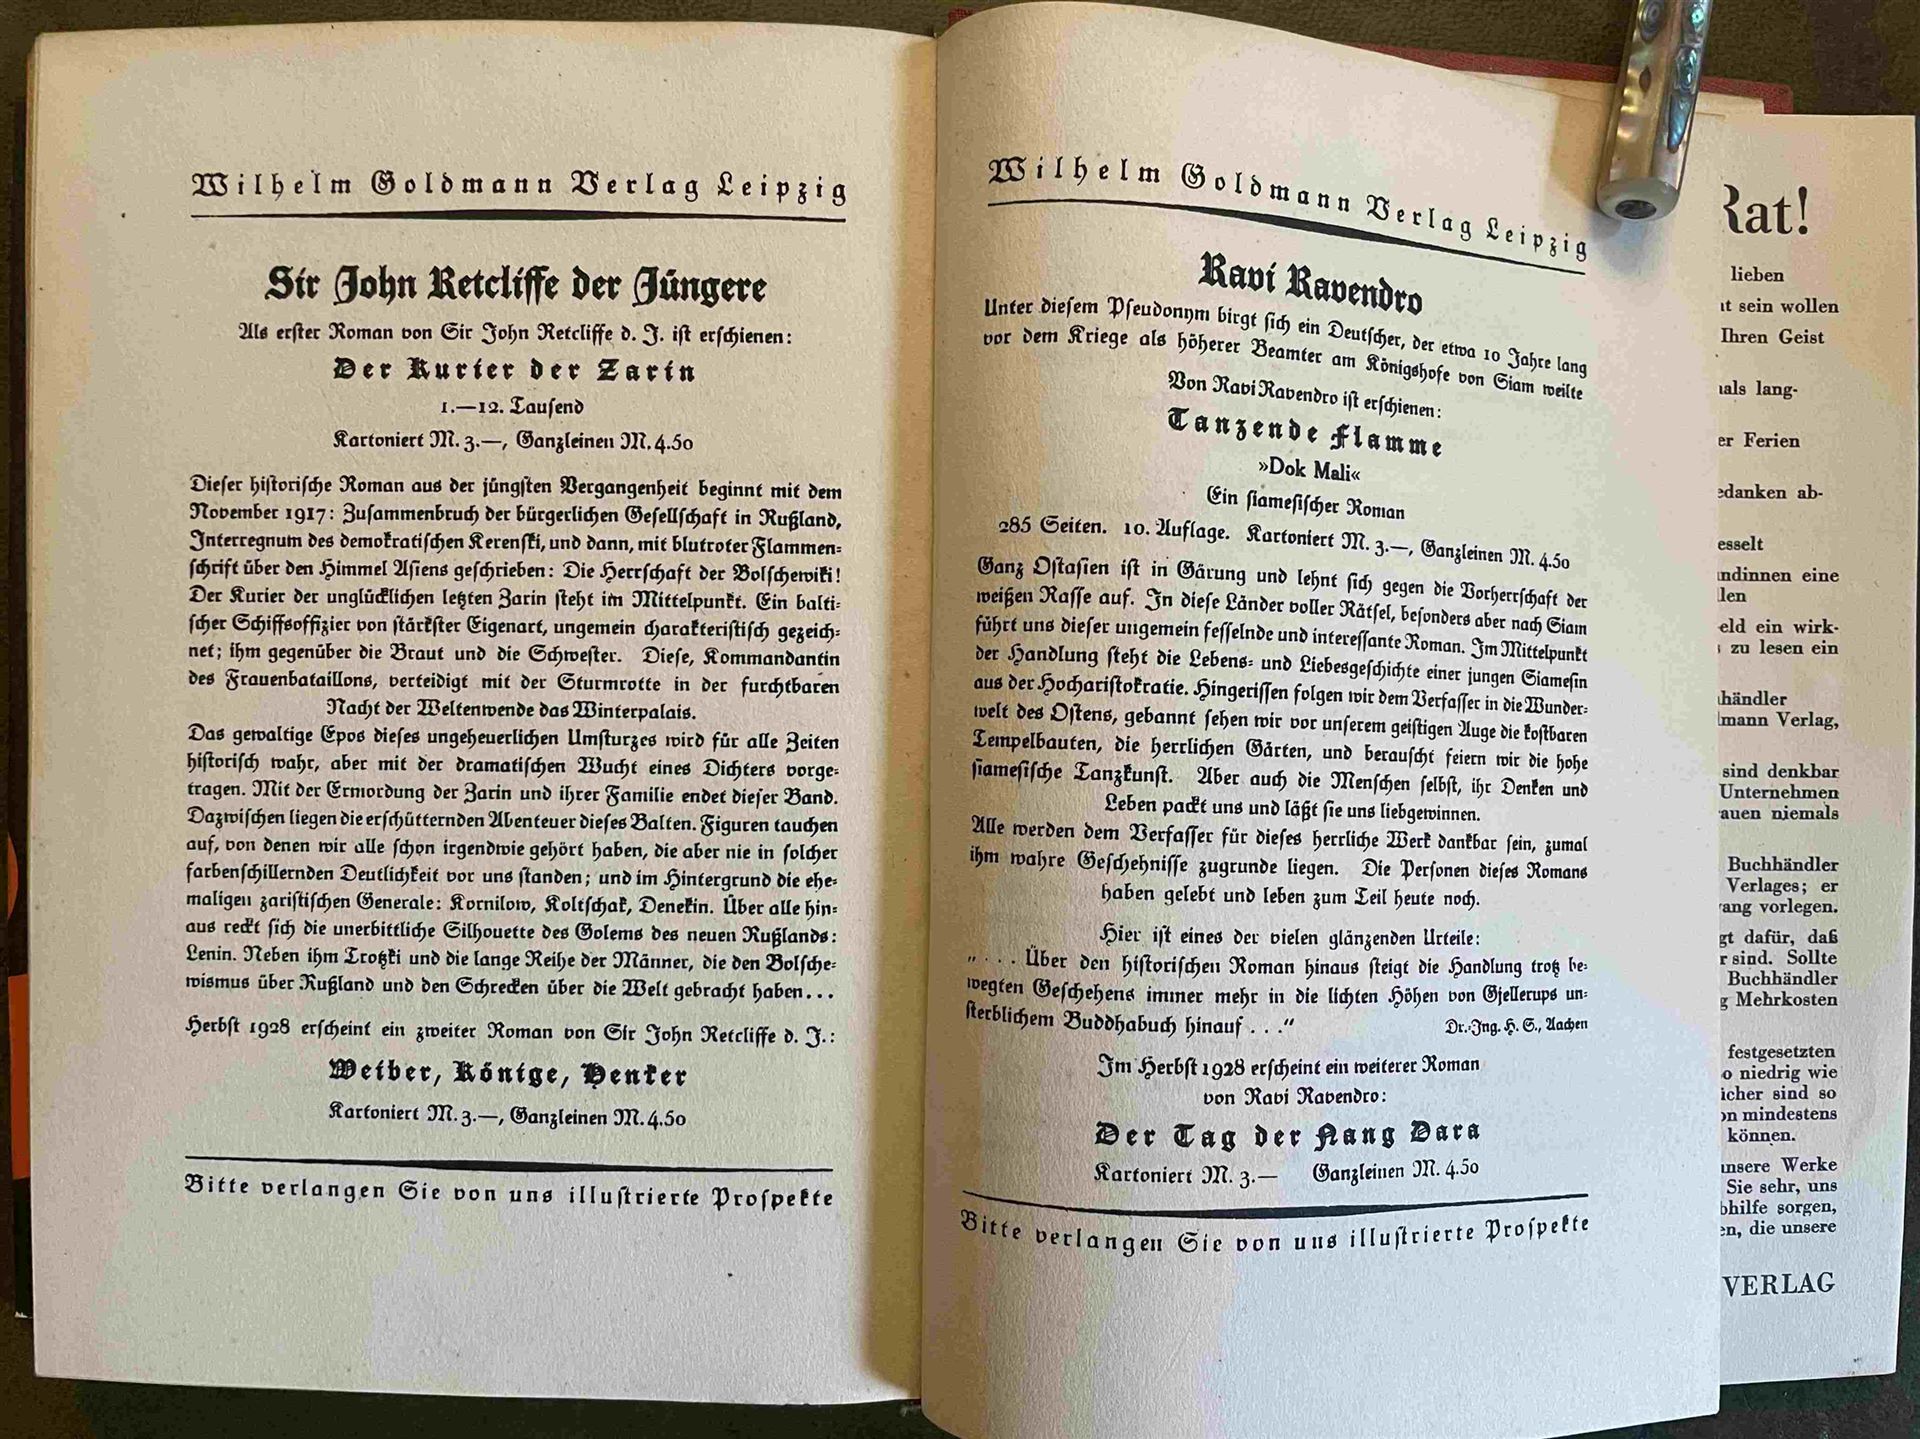 Wilhelm Goldmann Verlag Leipzig
Sir John Retcliffe der Jüngere
Als erster Roman von Sir John Retcliffe d. J. ist erschienen:
Der Kurier der Zarin
1.—12. Tausend
Kartoniert M. 3.—, Ganzleinen M. 4.50
Dieser historische Roman aus der jüngsten Vergangenheit beginnt mit dem
November 1917: Zusammenbruch der bürgerlichen Gesellschaft in Rußland,
Interregnum des demokratischen Kerenski, und dann, mit blutroter Flammen-
schrift über den Himmel Asiens geschrieben: Die Herrschaft der Bolschewiki!
Der Kurier der unglücklichen letzten Zarin steht im Mittelpunkt. Ein balti-
scher Schiffsoffizier von stärkster Eigenart, ungemein charakteristisch gezeich-
net; ihm gegenüber die Braut und die Schwester. Diese, Kommandantin
des Frauenbataillons, verteidigt mit der Sturmrotte in der furchtbaren
Nacht der Weltenwende das Winterpalais.
Das gewaltige Epos dieses ungeheuerlichen Umsturzes wird für alle Zeiten
historisch wahr, aber mit der dramatischen Wucht eines Dichters vorge-
tragen. Mit der Ermordung der Zarin und ihrer Familie endet dieser Band.
Dazwischen liegen die erschütternden Abenteuer dieses Balten. Figuren tauchen
auf, von denen wir alle schon irgendwie gehört haben, die aber nie in solcher
farbenschillernden Deutlichkeit vor uns standen; und im Hintergrund die ehe-
maligen zaristischen Generale: Kornilow, Koltschak, Denekin. Über alle hin-
aus reckt sich die unerbittliche Silhouette des Golems des neuen Rußlands:
Lenin. Neben ihm Trotzki und die lange Reihe der Männer, die den Bolsche-
wismus über Rußland und den Schrecken über die Welt gebracht haben...
Herbst 1928 erscheint ein zweiter Roman von Sir John Retcliffe d. J.:
Weiber, Könige, Henker
Kartoniert M. 3.—, Ganzleinen M. 4.50
Bitte verlangen Sie von uns illustrierte Prospekte
Wilhelm Goldmann Verlag Leipzig
Ravi Ravendro
Unter diesem Pseudonym birgt sich ein Deutscher, der etwa 10 Jahre lang
vor dem Kriege als höherer Beamter am Königshofe von Siam weilte
Von Ravi Ravendro ist erschienen:
Tanzende Flamme
»Dok Mali«
Ein siamesischer Roman
285 Seiten. 10. Auflage. Kartoniert M. 3.—, Ganzleinen M. 4.50
Ganz Ostasien ist in Gärung und lehnt sich gegen die Vorherrschaft der
weißen Rasse auf. In diese Länder voller Rätsel, besonders aber nach Siam
führt uns dieser ungemein fesselnde und interessante Roman. Im Mittelpunkt
der Handlung steht die Lebens- und Liebesgeschichte einer jungen Siamesin
aus der Hocharistokratie. Hingerissen folgen wir dem Verfasser in die Wunder-
welt des Ostens, gebannt sehen wir vor unserem geistigen Auge die kostbaren
Tempelbauten, die herrlichen Gärten, und berauscht feiern wir die hohe
siamesische Tanzkunst. Aber auch die Menschen selbst, ihr Denken und
Leben packt uns und läßt sie uns liebgewinnen.
Alle werden dem Verfasser für dieses herrliche Werk dankbar sein, zumal
ihm wahre Geschehnisse zugrunde liegen. Die Personen dieses Romans
haben gelebt und leben zum Teil heute noch.
Hier ist eines der vielen glänzenden Urteile:
„... Über den historischen Roman hinaus steigt die Handlung trotz be-
wegten Geschehens immer mehr in die lichten Höhen von Gjellerups un-
sterblichem Buddhabuch hinauf ...“
Dr.-Ing. H. S., Aachen
Im Herbst 1928 erscheint ein weiterer Roman
von Ravi Ravendro:
Der Tag der Nang Dara
Kartoniert M. 3.— Ganzleinen M. 4.50
Bitte verlangen Sie von uns illustrierte Prospekte
Rat!
lieben
sein wollen
Ihren Geist
lang-
Ferien
ab-
eine
ein wirk-
zu lesen ein
Verlag,
sind denkbar
Unternehmen
niemals
Buchhändler
Verlages; er
vorlegen.
dafür, daß
sind. Sollte
Buchhändler
Mehrkosten
festgesetzten
niedrig wie
sind so
mindestens
können.
Werke
Sie sehr, uns
sorgen,
die unsere
VERLAG